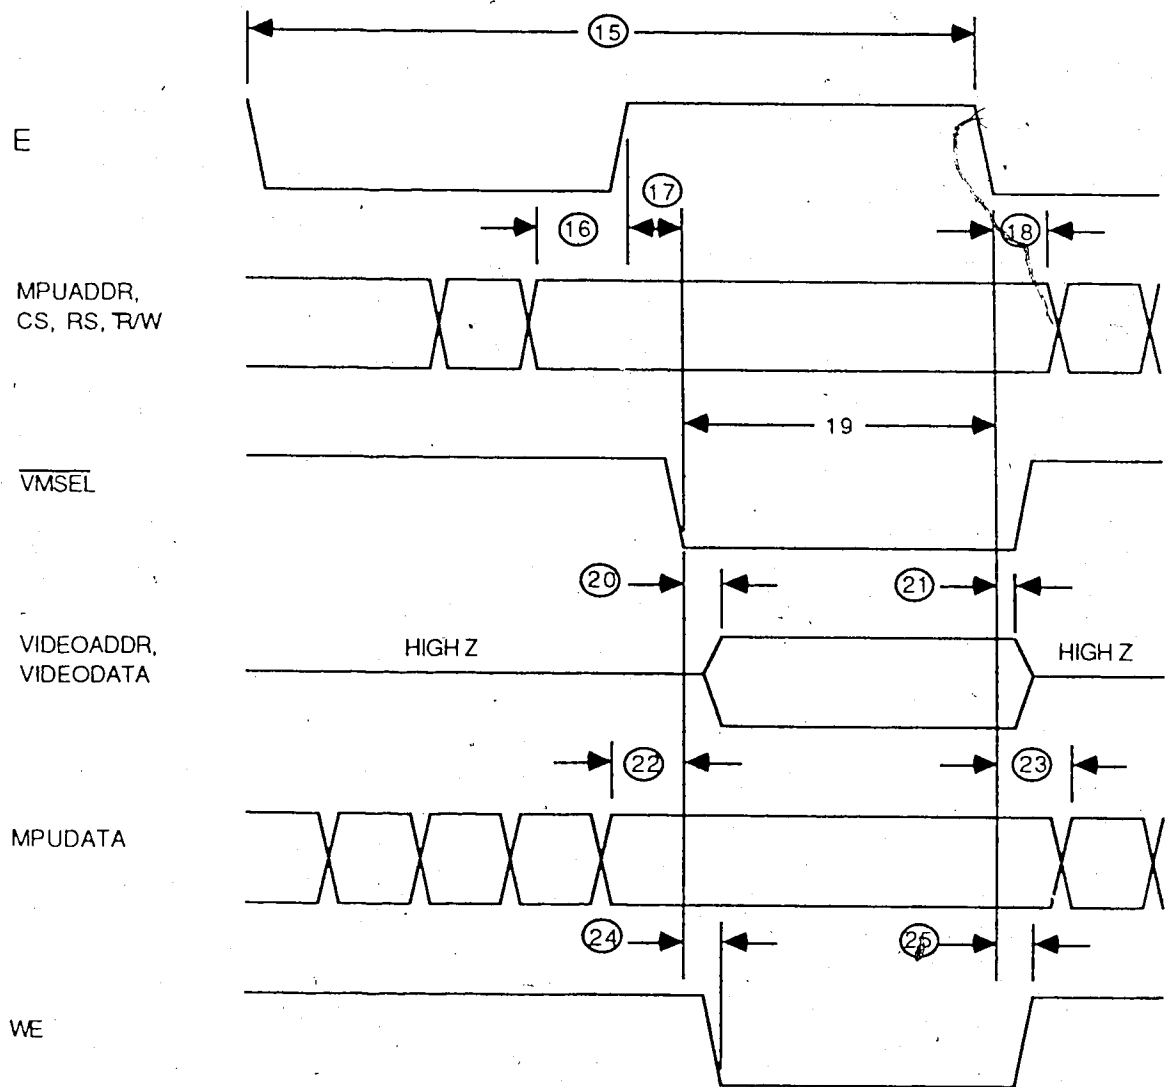 15
E
17
16
18
MPUADDR,
CS, RS, R/W
19
VMSEL
20
21
VIDEOADDR,
VIDEODATA
HIGH Z
HIGH Z
22
23
MPUDATA
24
25
WE